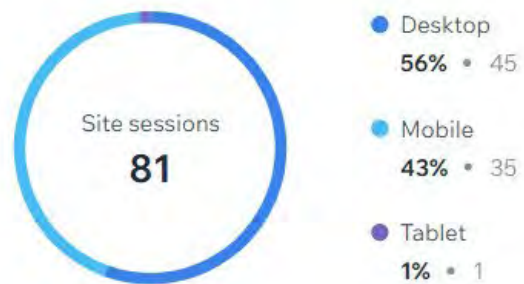 Site sessions
81
Desktop
56% • 45
Mobile
43% • 35
Tablet
1% • 1